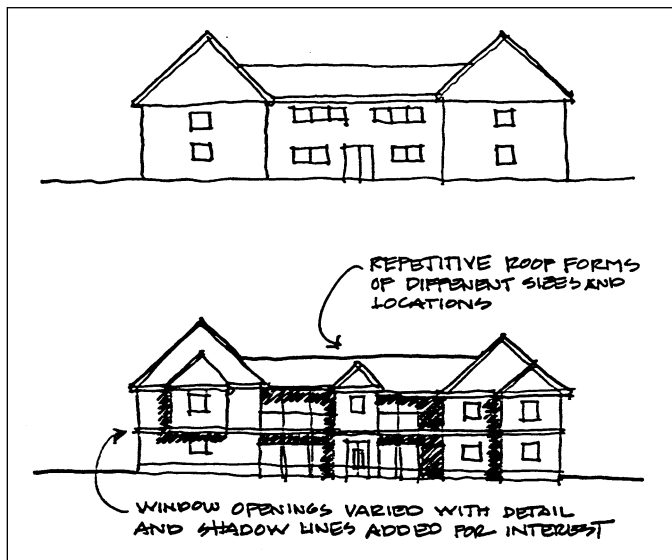 REPETITIVE ROOF FORMS
OF DIFFERENT SIZES AND
LOCATIONS
WINDOW OPENINGS VARIED WITH DETAIL
AND SHADOW LINES ADDED FOR INTEREST